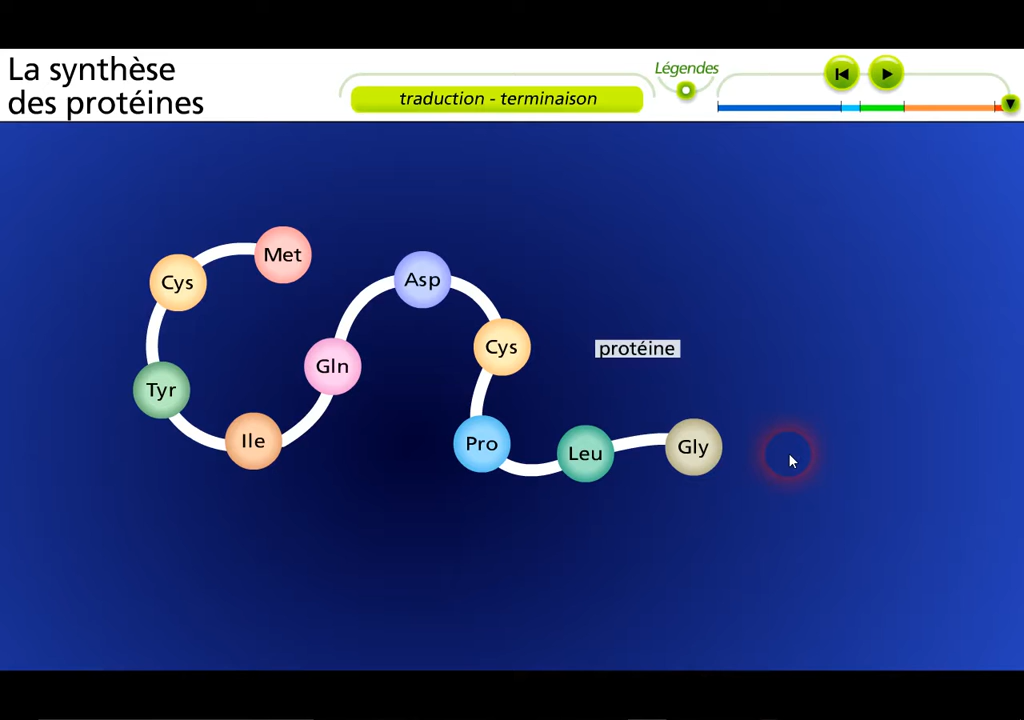 La synthèse
des protéines
traduction - terminaison
Légendes
Met
Cys
Tyr
Ile
Gln
Asp
Cys
Pro
Leu
Gly
protéine